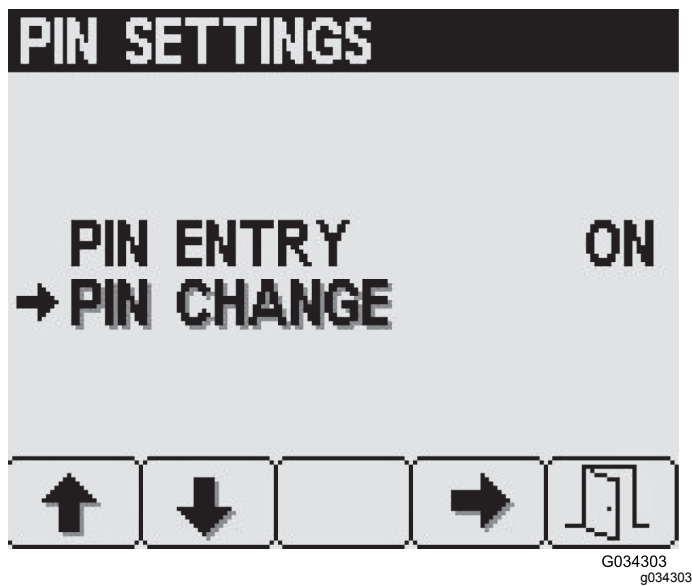 PIN SETTINGS
PIN ENTRY ON
PIN CHANGE
G034303
g034303